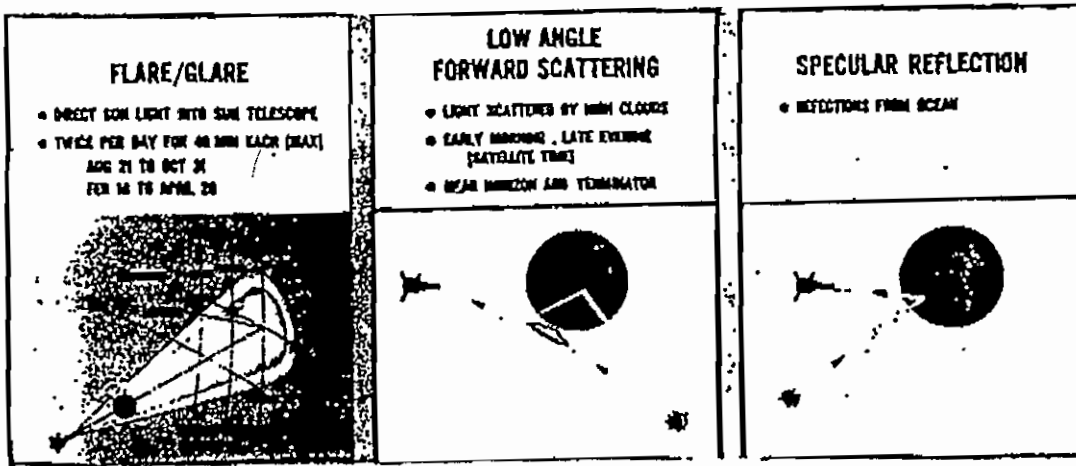 FLARE/GLARE
• DIRECT SUN LIGHT INTO SUN TELESCOPE
• TWICE PER DAY FOR 40 MIN EACH [MAX]
AUG 21 TO OCT 31
FEB 16 TO APRIL 20
LOW ANGLE
FORWARD SCATTERING
• LIGHT SCATTERED BY HIGH CLOUDS
• EARLY MORNING, LATE EVENING
[SATELLITE TIME]
• NEAR HORIZON AND TERMINATOR
SPECULAR REFLECTION
• REFLECTIONS FROM OCEAN